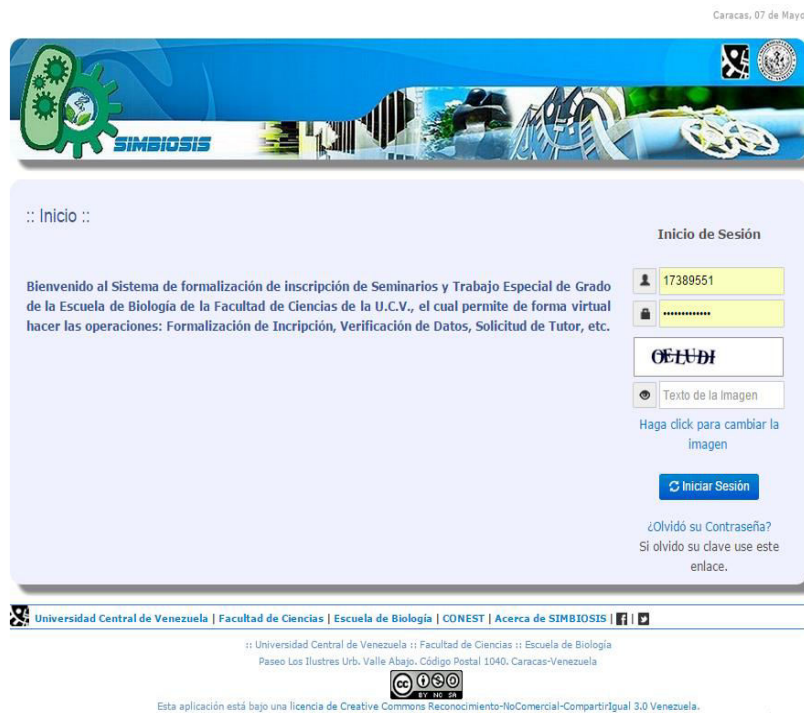 Caracas, 07 de Mayo
SIMBIOSIS
:: Inicio ::
Bienvenido al Sistema de formalización de inscripción de Seminarios y Trabajo Especial de Grado
de la Escuela de Biología de la Facultad de Ciencias de la U.C.V., el cual permite de forma virtual
hacer las operaciones: Formalización de Incripción, Verificación de Datos, Solicitud de Tutor, etc.
Inicio de Sesión
17389551
•••••••••••••
OELUDI
Texto de la Imagen
Haga click para cambiar la
imagen
Iniciar Sesión
¿Olvidó su Contraseña?
Si olvido su clave use este
enlace.
Universidad Central de Venezuela | Facultad de Ciencias | Escuela de Biología | CONEST | Acerca de SIMBIOSIS |
:: Universidad Central de Venezuela :: Facultad de Ciencias :: Escuela de Biología
Paseo Los Ilustres Urb. Valle Abajo. Código Postal 1040. Caracas-Venezuela
cc
BY NC SA
Esta aplicación está bajo una licencia de Creative Commons Reconocimiento-NoComercial-CompartirIgual 3.0 Venezuela.